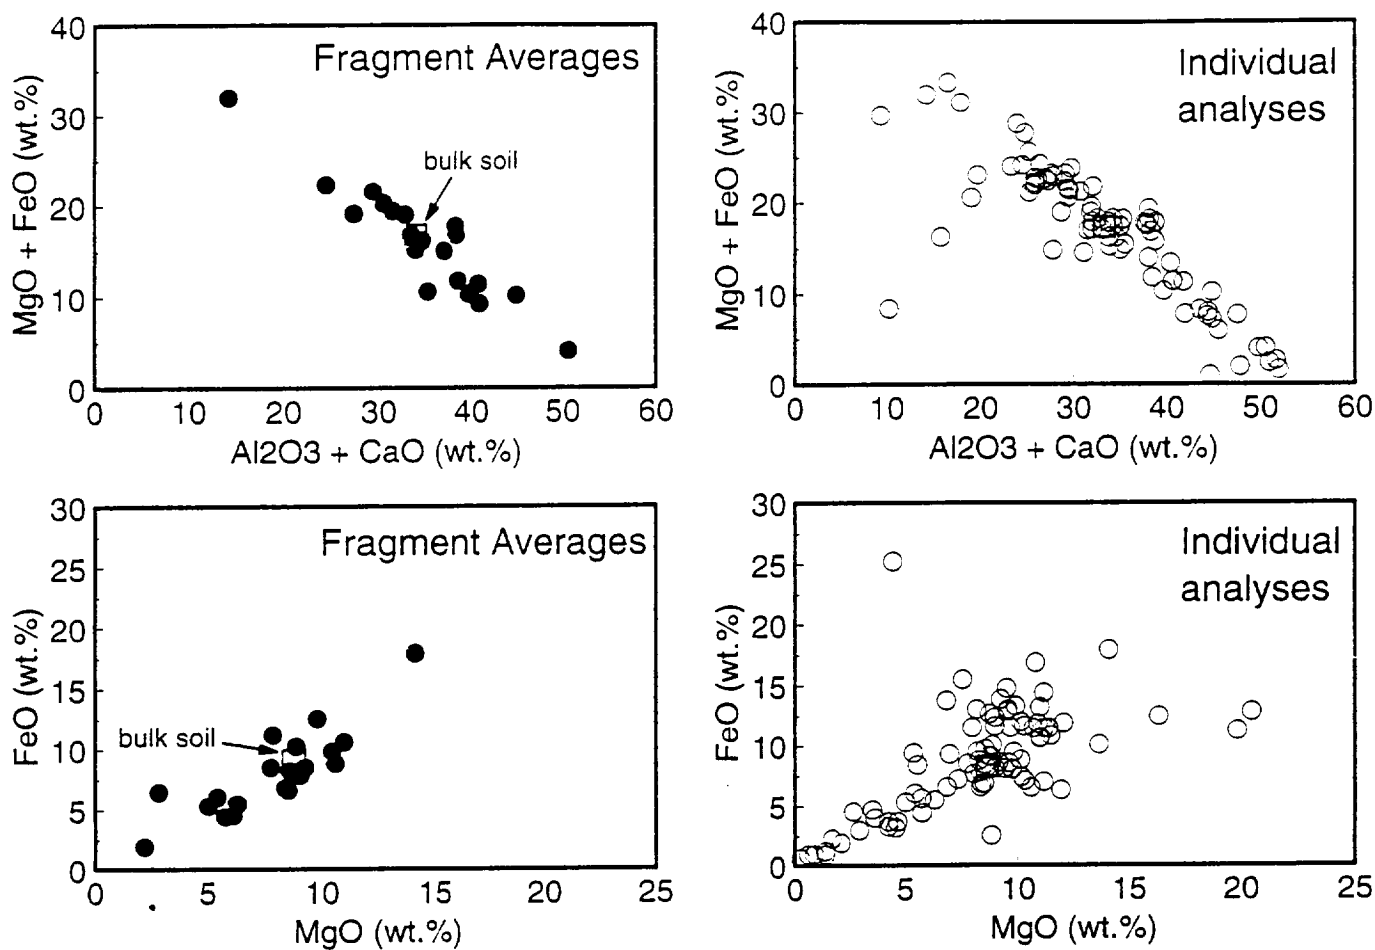 Fragment Averages
bulk soil
MgO + FeO (wt.%)
40
30
20
10
0
0 10 20 30 40 50 60
Al2O3 + CaO (wt.%)
Individual
analyses
MgO + FeO (wt.%)
40
30
20
10
0
0 10 20 30 40 50 60
Al2O3 + CaO (wt.%)
Fragment Averages
bulk soil
FeO (wt.%)
30
25
20
15
10
5
0
0 5 10 15 20 25
MgO (wt.%)
Individual
analyses
FeO (wt.%)
30
25
20
15
10
5
0
0 5 10 15 20 25
MgO (wt.%)